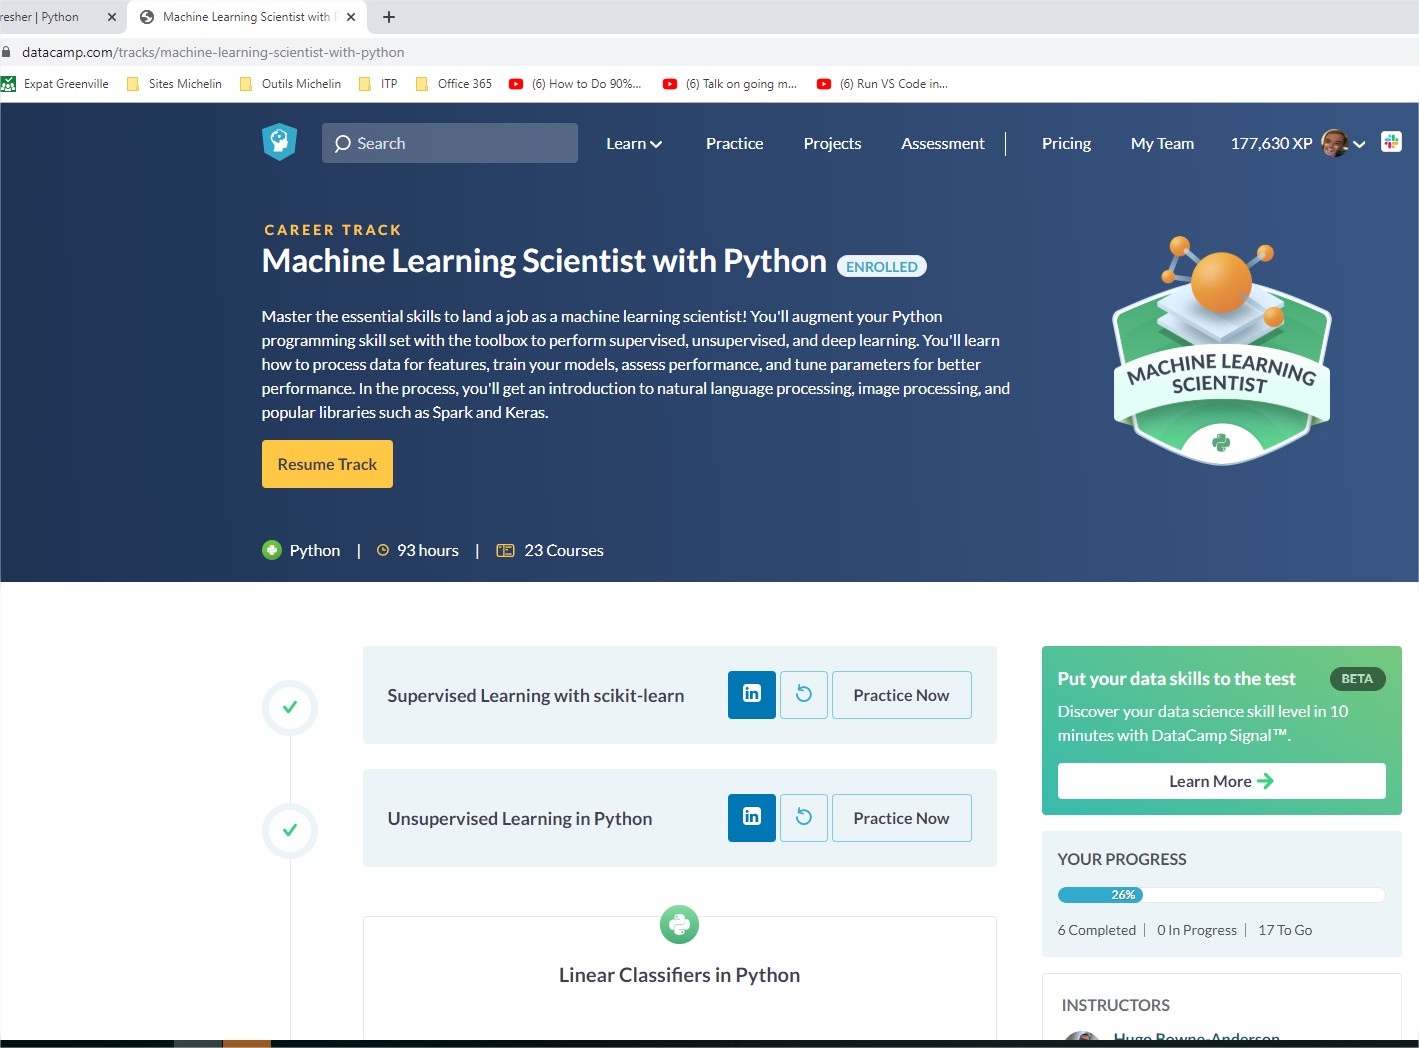 resher | Python
Machine Learning Scientist with
datacamp.com/tracks/machine-learning-scientist-with-python
Expat Greenville
Sites Michelin
Outils Michelin
ITP
Office 365
(6) How to Do 90%...
(6) Talk on going m...
(6) Run VS Code in...
Search
Learn
Practice
Projects
Assessment
Pricing
My Team
177,630 XP
CAREER TRACK
Machine Learning Scientist with Python ENROLLED
Master the essential skills to land a job as a machine learning scientist! You'll augment your Python
programming skill set with the toolbox to perform supervised, unsupervised, and deep learning. You'll learn
how to process data for features, train your models, assess performance, and tune parameters for better
performance. In the process, you'll get an introduction to natural language processing, image processing, and
popular libraries such as Spark and Keras.
Resume Track
MACHINE LEARNING
SCIENTIST
Python | 93 hours | 23 Courses
Supervised Learning with scikit-learn
in
Practice Now
Unsupervised Learning in Python
in
Practice Now
Linear Classifiers in Python
Put your data skills to the test BETA
Discover your data science skill level in 10
minutes with DataCamp Signal™.
Learn More
YOUR PROGRESS
26%
6 Completed | 0 In Progress | 17 To Go
INSTRUCTORS
Hugo Bowne-Anderson